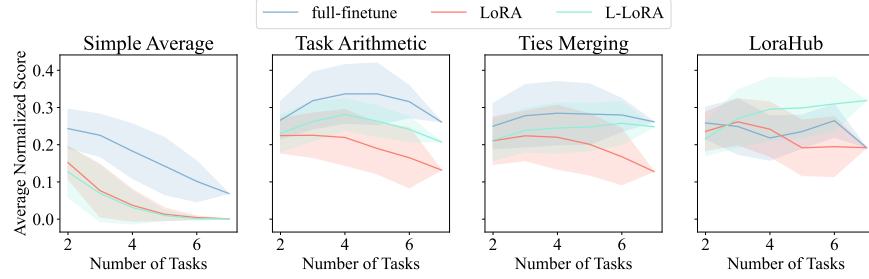 full-finetune LoRA L-LoRA
Simple Average Task Arithmetic Ties Merging LoraHub
Average Normalized Score
0.4
0.3
0.2
0.1
0.0
2 4 6 2 4 6 2 4 6 2 4 6
Number of Tasks Number of Tasks Number of Tasks Number of Tasks